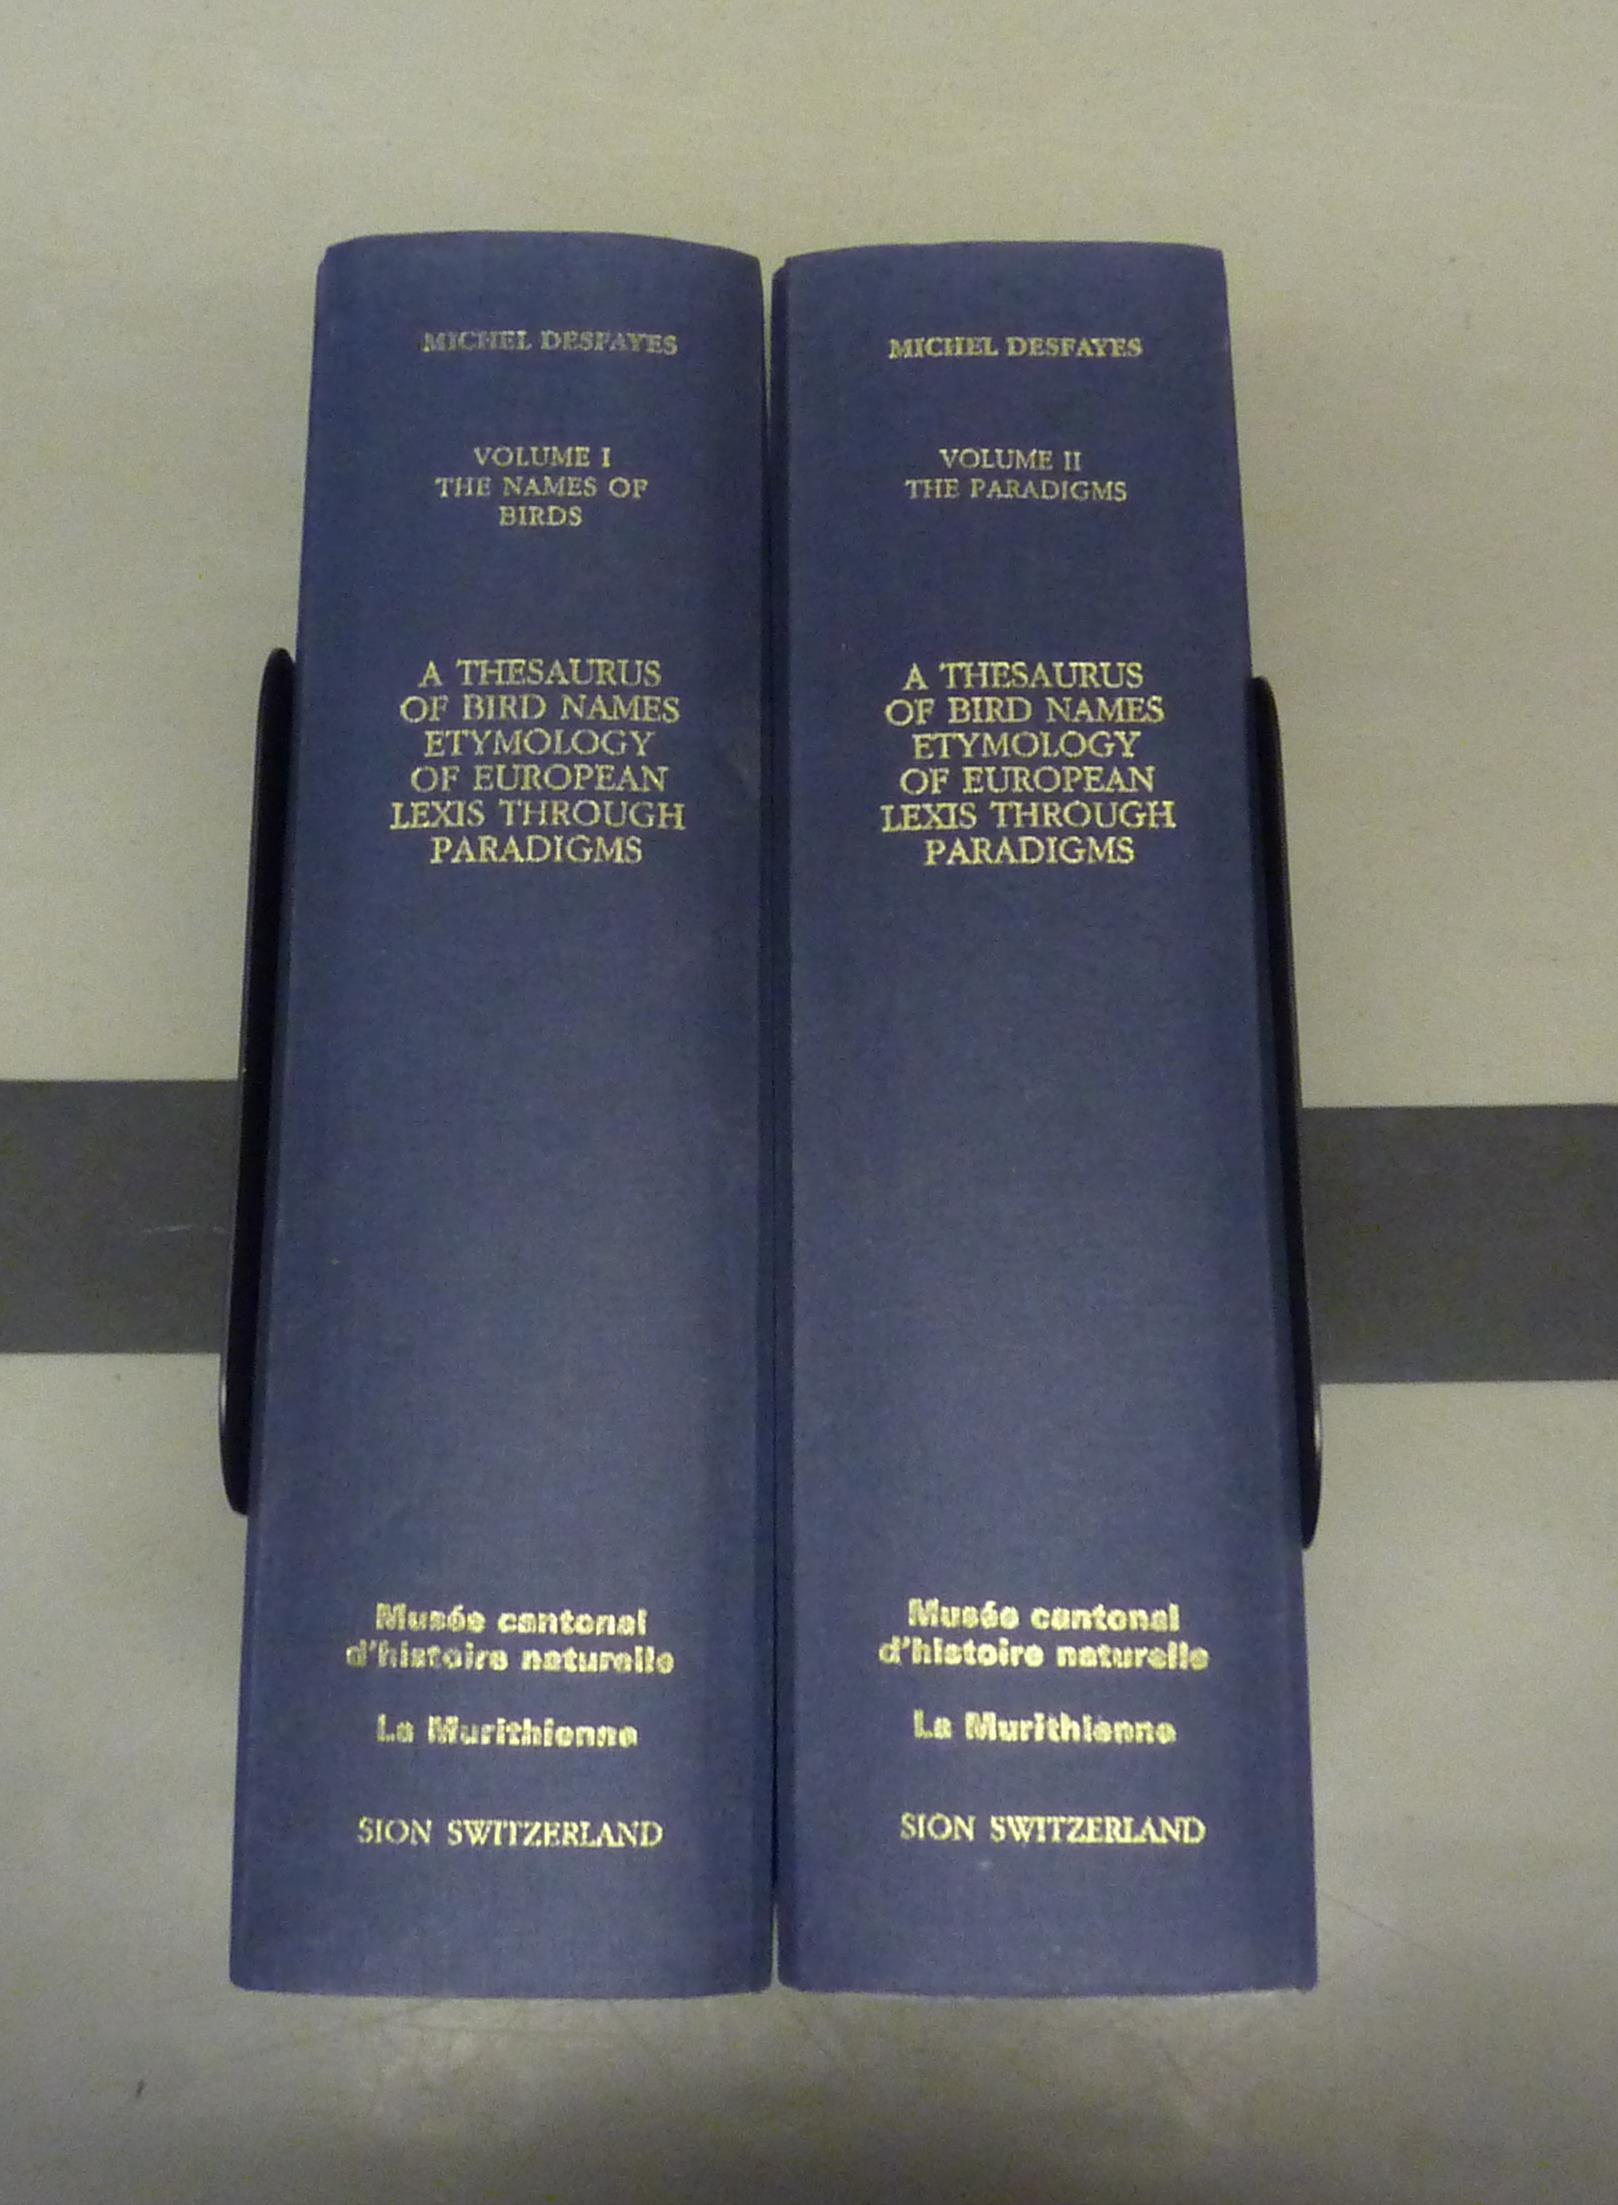 MICHEL DESFAYES
VOLUME I
THE NAMES OF
BIRDS
A THESAURUS
OF BIRD NAMES
ETYMOLOGY
OF EUROPEAN
LEXIS THROUGH
PARADIGMS
Musée cantonal
d'histoire naturelle
La Murithienne
SION SWITZERLAND
MICHEL DESFAYES
VOLUME II
THE PARADIGMS
A THESAURUS
OF BIRD NAMES
ETYMOLOGY
OF EUROPEAN
LEXIS THROUGH
PARADIGMS
Musée cantonal
d'histoire naturelle
La Murithienne
SION SWITZERLAND